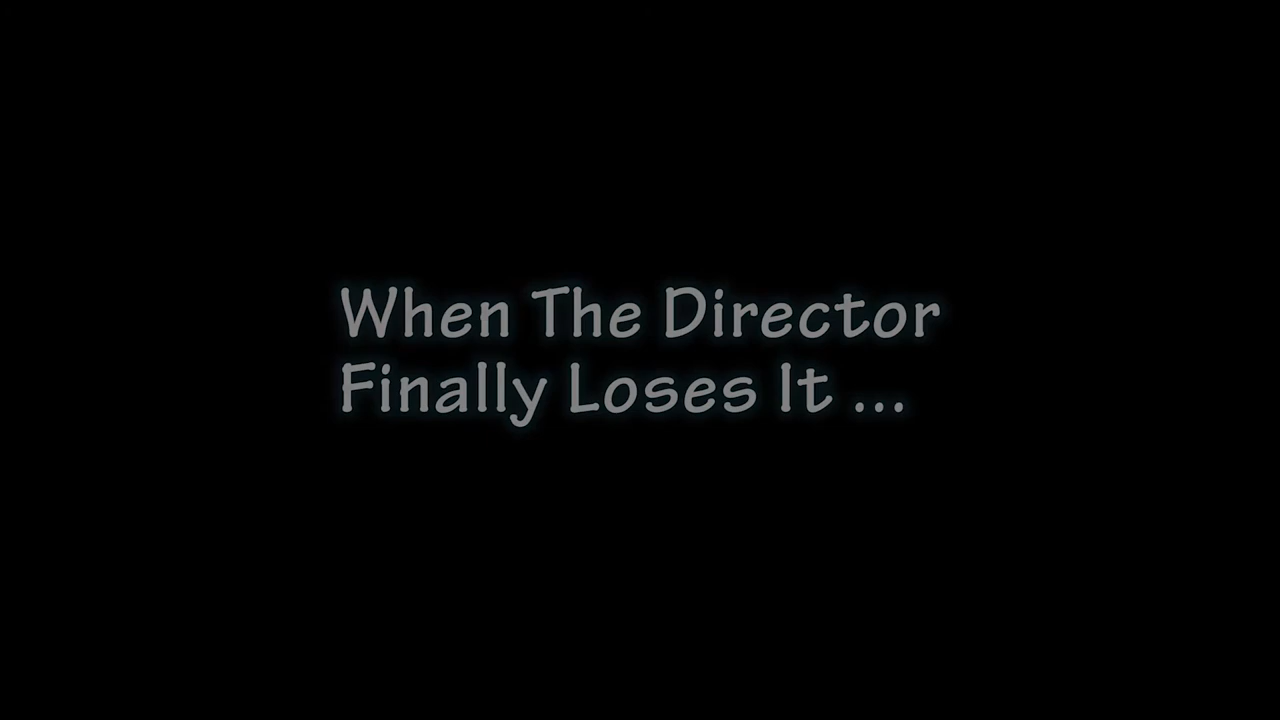 When The Director
Finally Loses It ...